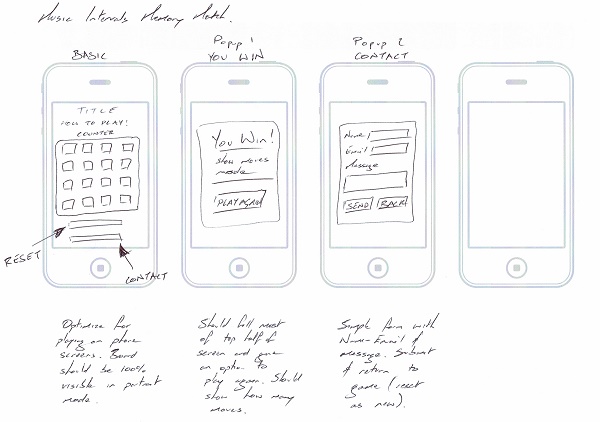 Music Intervals Memory Match.
BASIC
TITLE
HOW TO PLAY!
COUNTER
RESET
CONTACT
Optimize for
playing on phone
screens. Board
should be 100%
visible in portrait
mode.
Popup 1
YOU WIN
You Win!
show moves
made
PLAY AGAIN
Should fill most
of top half of
screen and give
an option to
play again. Should
show how many
moves.
Popup 2
CONTACT
Name
Email
Message
SEND
BACK
Simple form with
Name-Email &
message. Submit
& return to
game (reset
as new).